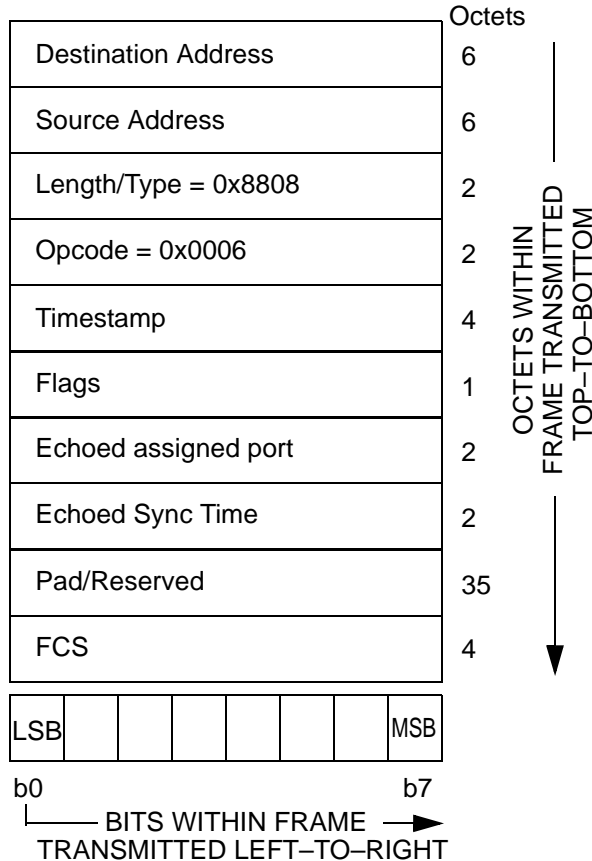 Octets
Destination Address 6
Source Address 6
Length/Type = 0x8808 2
Opcode = 0x0006 2
Timestamp 4
Flags 1
Echoed assigned port 2
Echoed Sync Time 2
Pad/Reserved 35
FCS 4
OCTETS WITHIN
FRAME TRANSMITTED
TOP–TO–BOTTOM
LSB MSB
b0 b7
BITS WITHIN FRAME
TRANSMITTED LEFT–TO–RIGHT